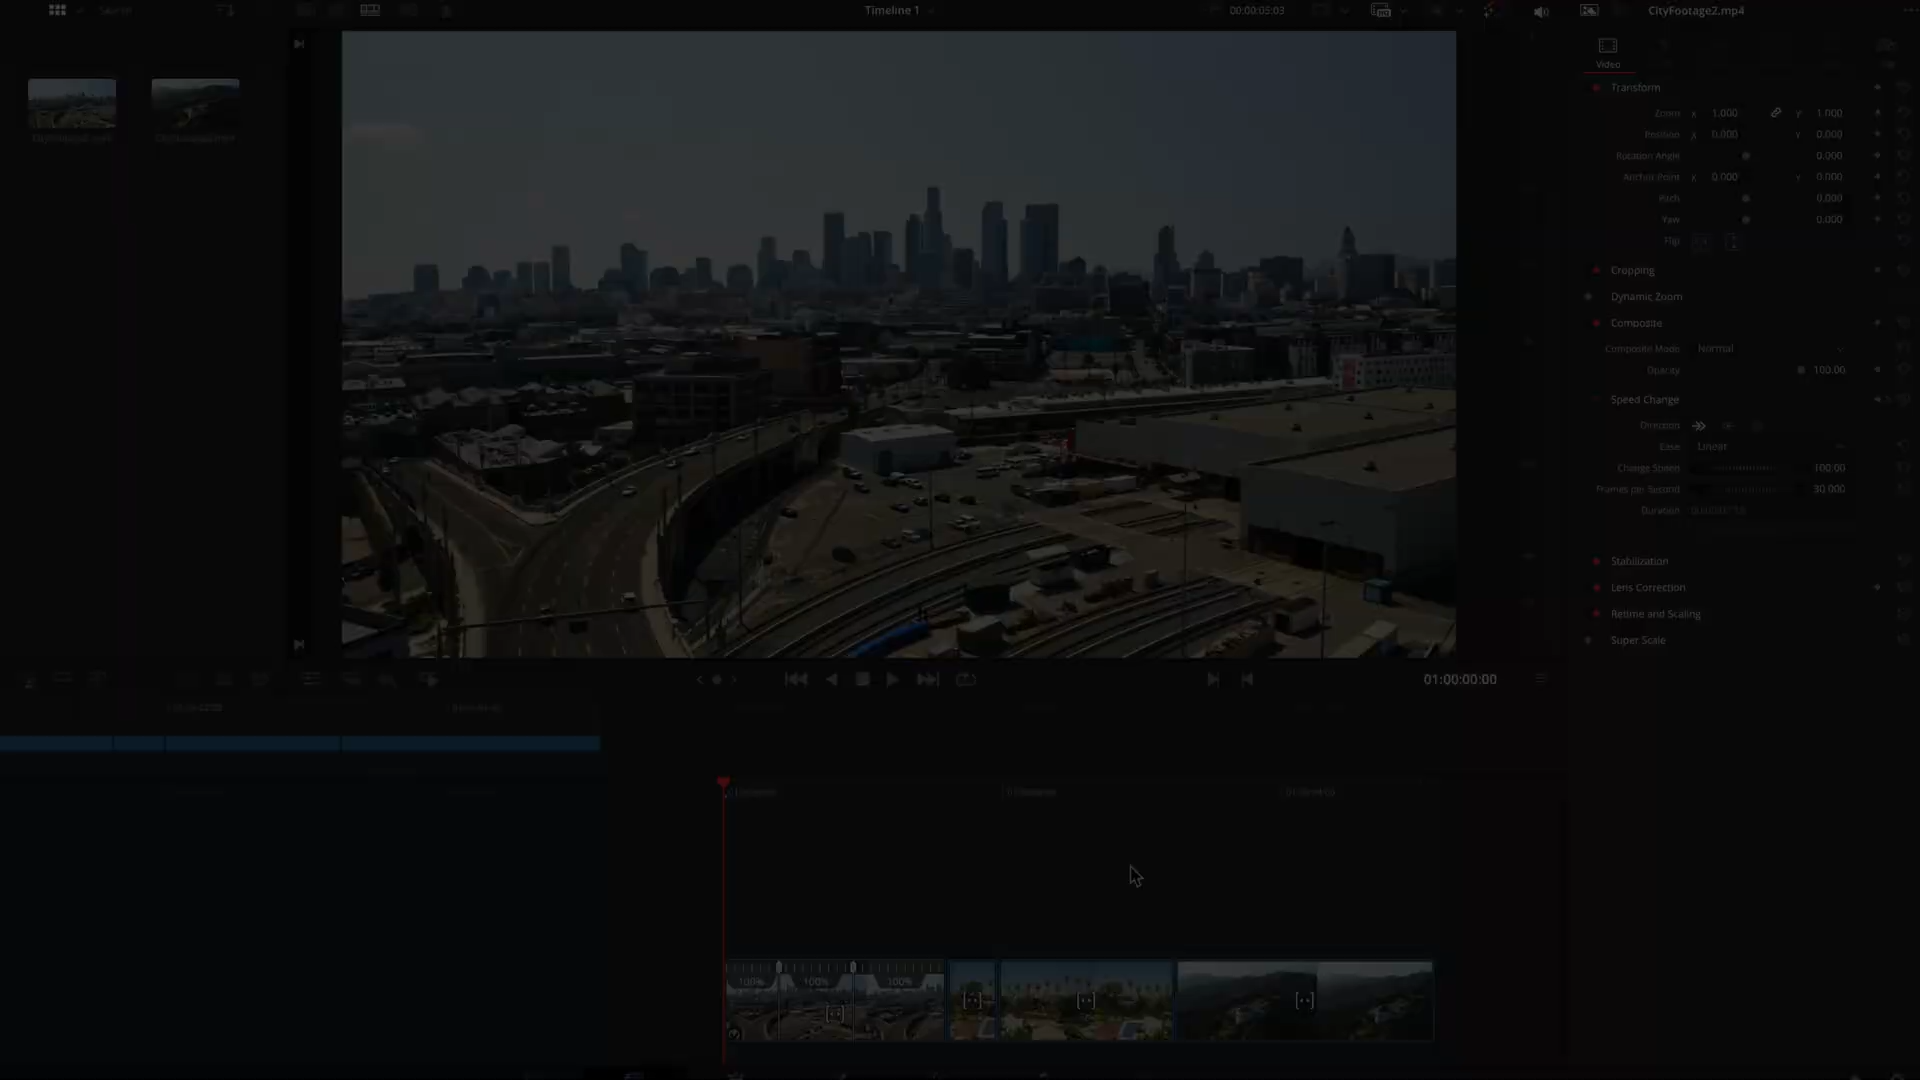 Timeline 1
00:00:05:03
CityFootage2.mp4
Video
Transform
Zoom X 1.000 Y 1.000
Position X 0.000 Y 0.000
Rotation Angle 0.000
Anchor Point X 0.000 Y 0.000
Pitch 0.000
Yaw 0.000
Flip
Cropping
Dynamic Zoom
Composite
Composite Mode Normal
Opacity 100.00
Speed Change
Direction
Ease Linear
Change Speed 100.00
Frames per Second 30.000
Duration
Stabilization
Lens Correction
Retime and Scaling
Super Scale
01:00:00:00
100% 100% 100%